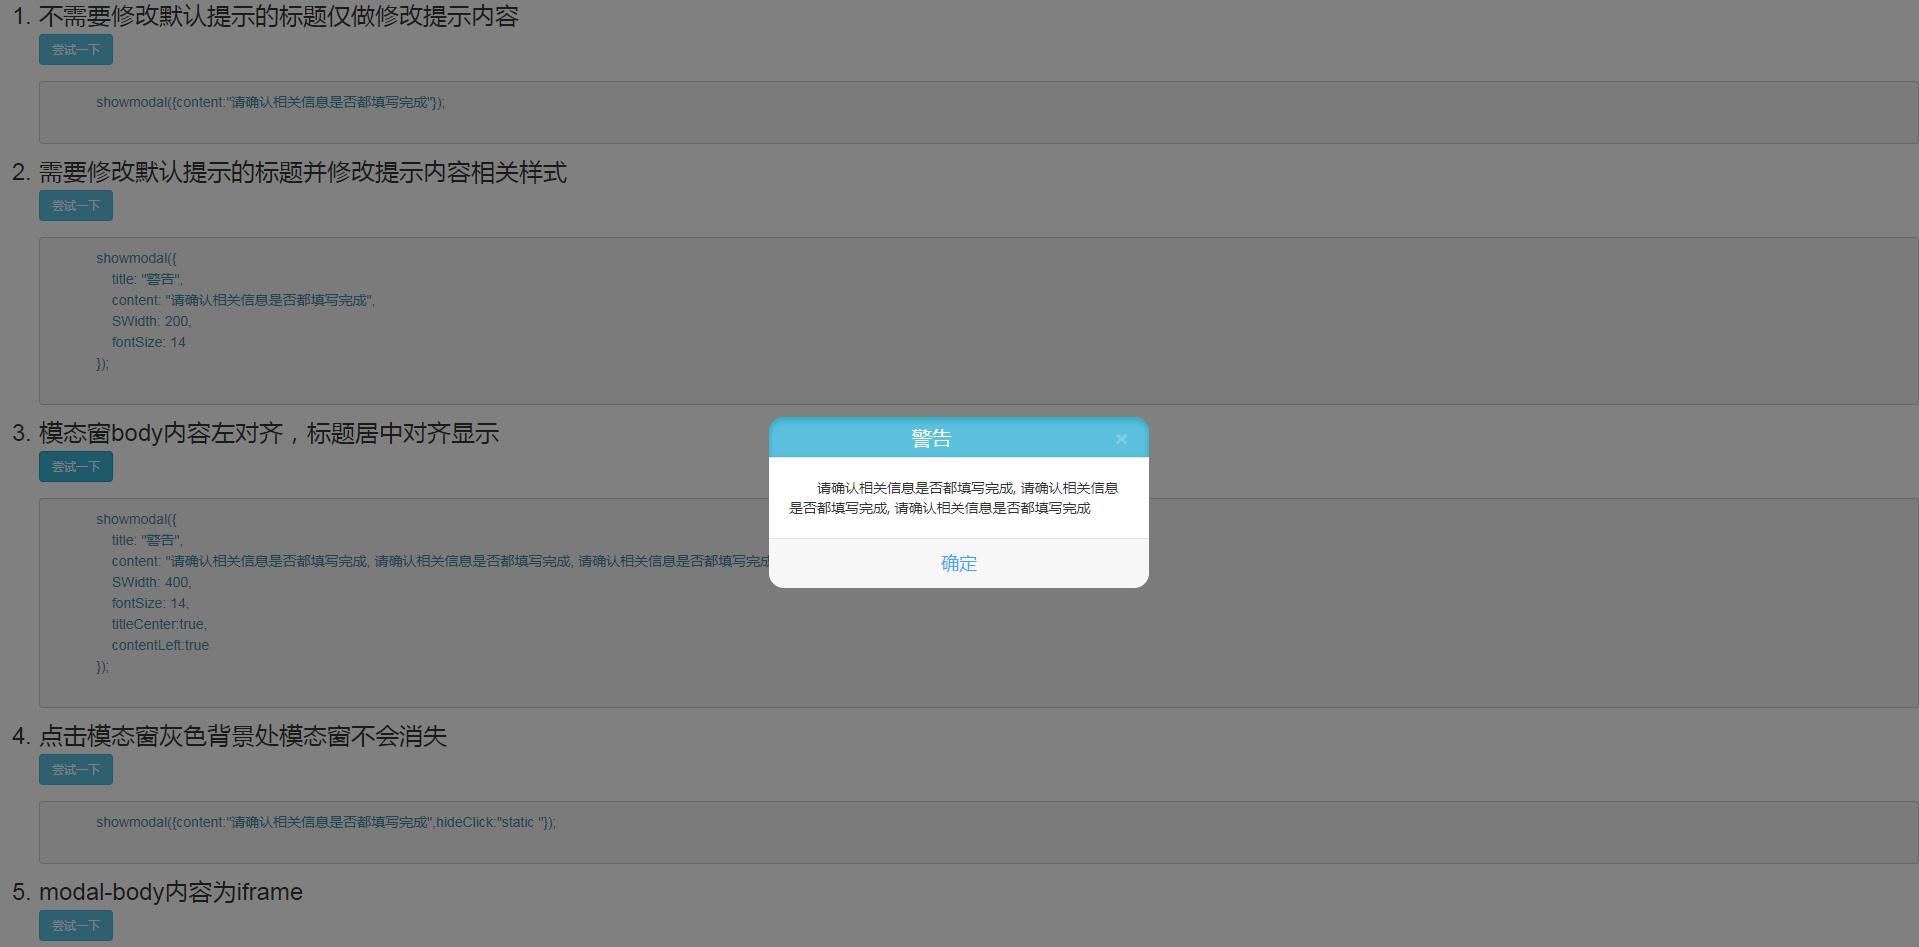 1. 不需要修改默认提示的标题仅做修改提示内容
尝试一下
showmodal({content:"请确认相关信息是否都填写完成"});
2. 需要修改默认提示的标题并修改提示内容相关样式
尝试一下
showmodal({
title: "警告",
content: "请确认相关信息是否都填写完成",
SWidth: 200,
fontSize: 14
});
3. 模态窗body内容左对齐，标题居中对齐显示
尝试一下
showmodal({
title: "警告",
content: "请确认相关信息是否都填写完成, 请确认相关信息是否都填写完成, 请确认相关信息是否都填写完成
SWidth: 400,
fontSize: 14,
titleCenter:true,
contentLeft:true
});
警告
×
请确认相关信息是否都填写完成, 请确认相关信息
是否都填写完成, 请确认相关信息是否都填写完成
确定
4. 点击模态窗灰色背景处模态窗不会消失
尝试一下
showmodal({content:"请确认相关信息是否都填写完成",hideClick:"static "});
5. modal-body内容为iframe
尝试一下